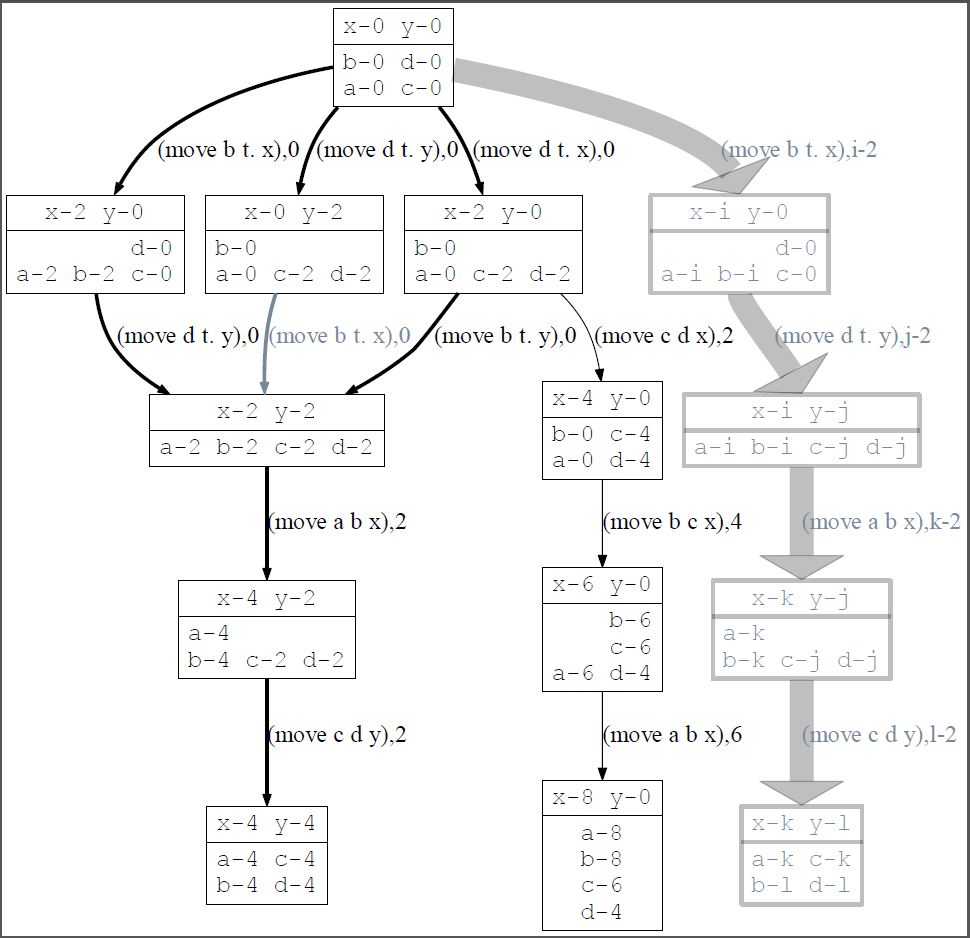 x-0 y-0
b-0 d-0
a-0 c-0
(move b t. x),0
(move d t. y),0
(move d t. x),0
(move b t. x),i-2
x-2 y-0
d-0
a-2 b-2 c-0
x-0 y-2
b-0
a-0 c-2 d-2
x-2 y-0
b-0
a-0 c-2 d-2
x-i y-0
d-0
a-i b-i c-0
(move d t. y),0
(move b t. x),0
(move b t. y),0
(move c d x),2
(move d t. y),j-2
x-2 y-2
a-2 b-2 c-2 d-2
x-4 y-0
b-0 c-4
a-0 d-4
x-i y-j
a-i b-i c-j d-j
(move a b x),2
(move b c x),4
(move a b x),k-2
x-4 y-2
a-4
b-4 c-2 d-2
x-6 y-0
b-6
c-6
a-6 d-4
x-k y-j
a-k
b-k c-j d-j
(move c d y),2
(move a b x),6
(move c d y),l-2
x-4 y-4
a-4 c-4
b-4 d-4
x-8 y-0
a-8
b-8
c-6
d-4
x-k y-l
a-k c-k
b-l d-l